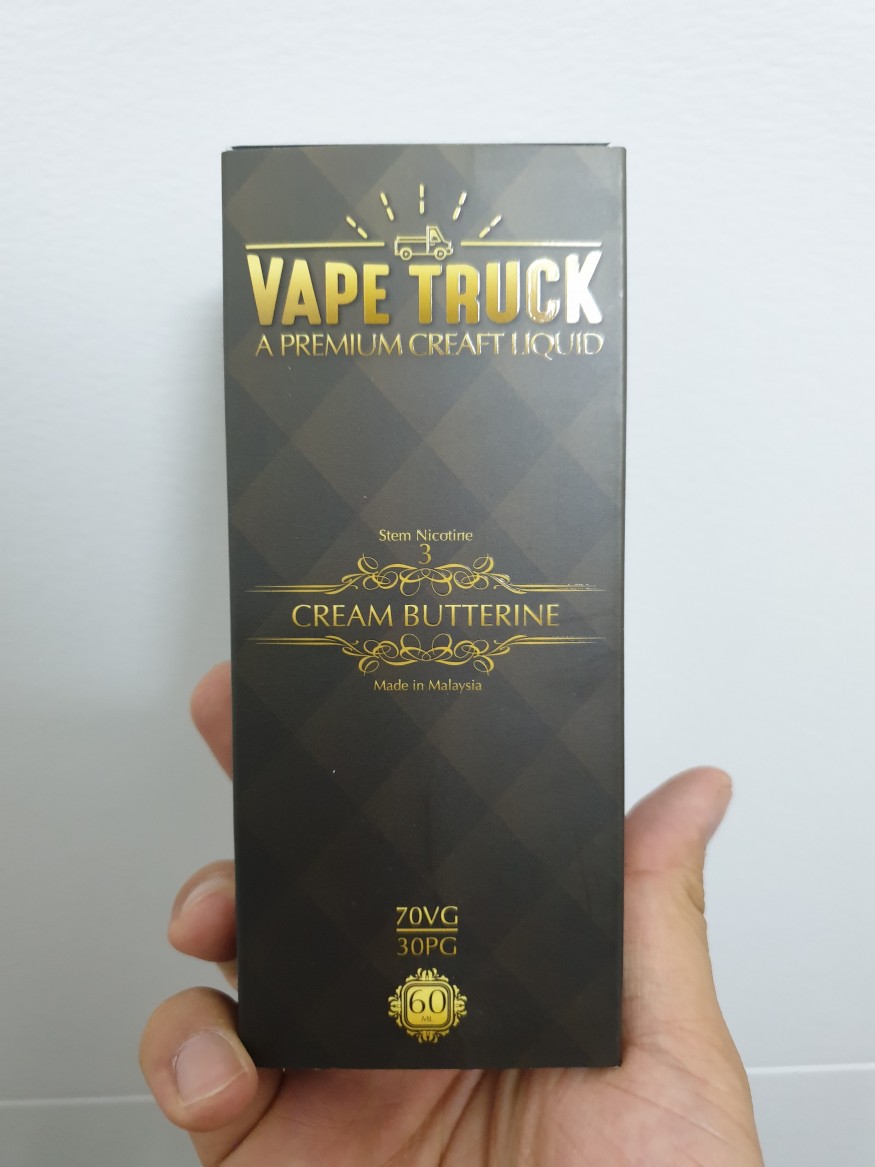 VAPE TRUCK
A PREMIUM CREAFT LIQUID
Stem Nicotine
3
CREAM BUTTERINE
Made in Malaysia
70VG
30PG
60
ML